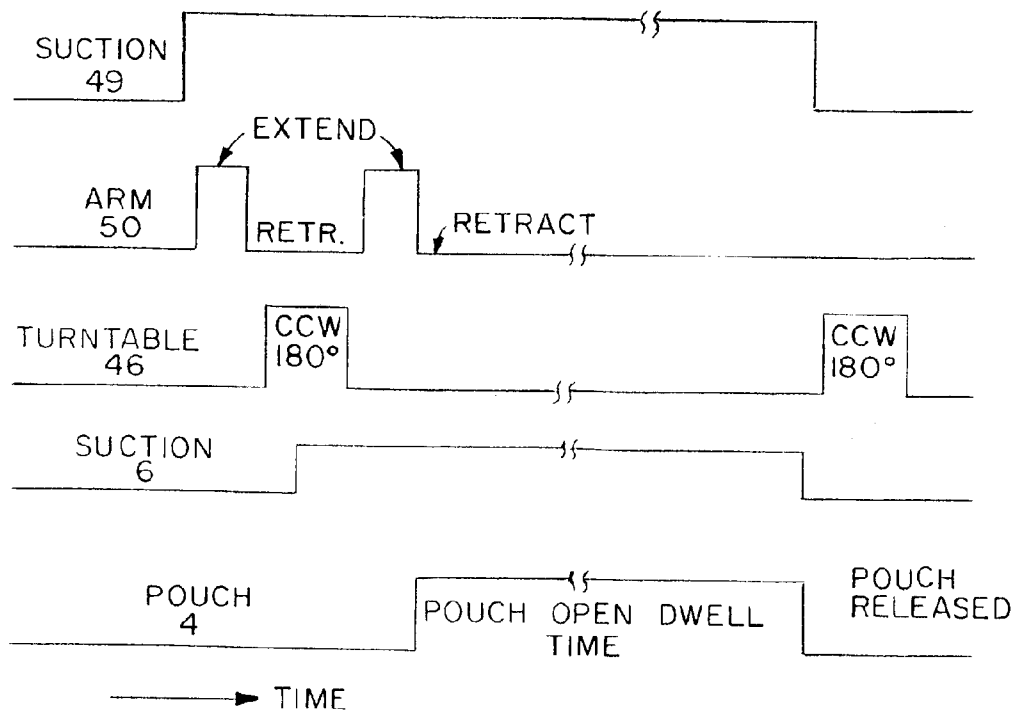 SUCTION
49
EXTEND
ARM
50
RETR.
RETRACT
TURNTABLE
46
CCW
180°
CCW
180°
SUCTION
6
POUCH
4
POUCH OPEN DWELL
TIME
POUCH
RELEASED
TIME